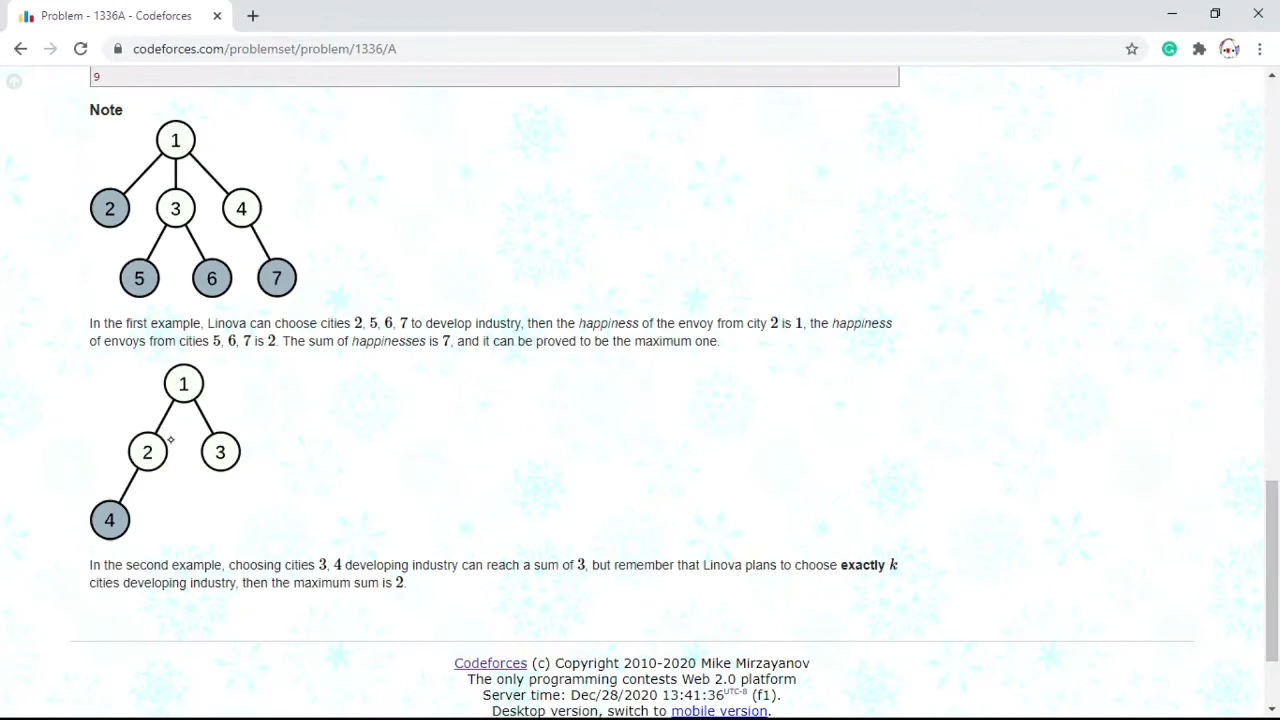 Problem - 1336A - Codeforces
codeforces.com/problemset/problem/1336/A
9
Note
1
2 3 4
5 6 7
In the first example, Linova can choose cities 2, 5, 6, 7 to develop industry, then the happiness of the envoy from city 2 is 1, the happiness
of envoys from cities 5, 6, 7 is 2. The sum of happinesses is 7, and it can be proved to be the maximum one.
1
2 3
4
In the second example, choosing cities 3, 4 developing industry can reach a sum of 3, but remember that Linova plans to choose exactly k
cities developing industry, then the maximum sum is 2.
Codeforces (c) Copyright 2010-2020 Mike Mirzayanov
The only programming contests Web 2.0 platform
Server time: Dec/28/2020 13:41:36UTC-8 (f1).
Desktop version, switch to mobile version.